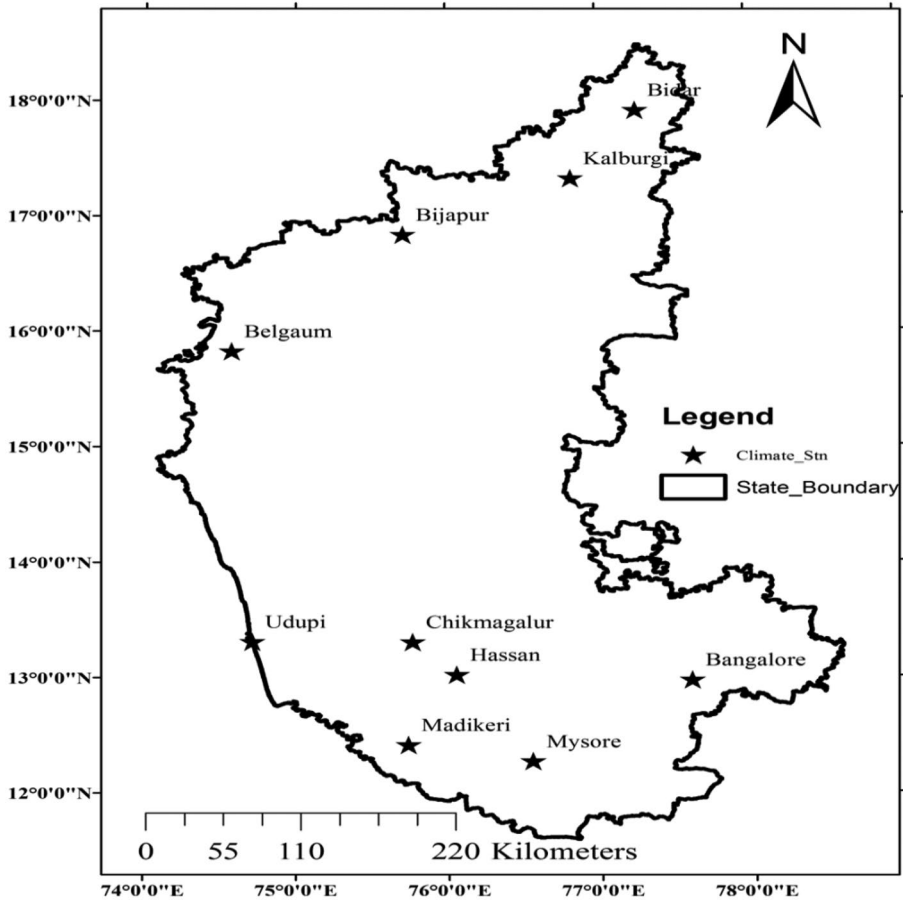 N
18°0'0"N
Bidar
Kalburgi
17°0'0"N
Bijapur
16°0'0"N
Belgaum
Legend
15°0'0"N
Climate_Stn
State_Boundary
14°0'0"N
Udupi
Chikmagalur
Hassan
Bangalore
13°0'0"N
Madikeri
Mysore
12°0'0"N
0 55 110 220 Kilometers
74°0'0"E 75°0'0"E 76°0'0"E 77°0'0"E 78°0'0"E